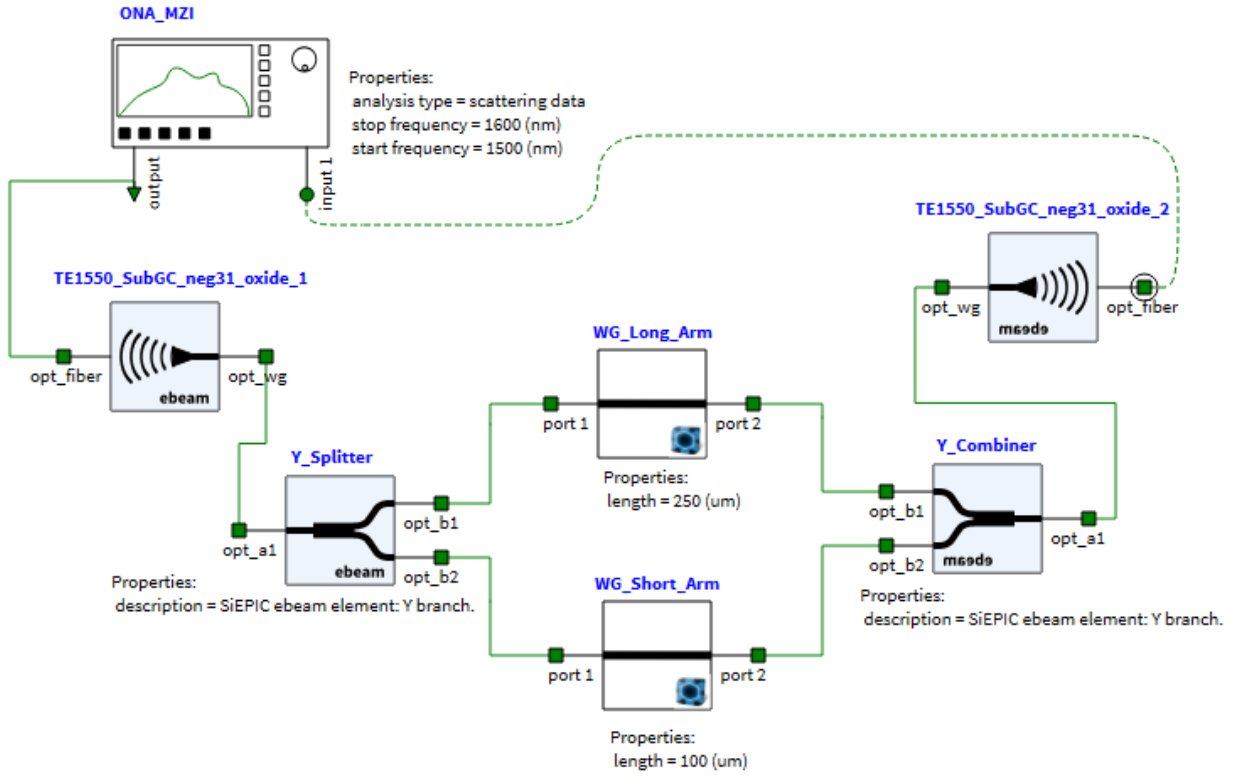 ONA_MZI
Properties:
analysis type = scattering data
stop frequency = 1600 (nm)
start frequency = 1500 (nm)
output
input 1
TE1550_SubGC_neg31_oxide_2
opt_wg
opt_fiber
ebeam
TE1550_SubGC_neg31_oxide_1
opt_fiber
opt_wg
ebeam
WG_Long_Arm
port 1
port 2
Properties:
length = 250 (um)
Y_Splitter
opt_a1
opt_b1
opt_b2
ebeam
Properties:
description = SiEPIC ebeam element: Y branch.
Y_Combiner
opt_b1
opt_b2
opt_a1
ebeam
Properties:
description = SiEPIC ebeam element: Y branch.
WG_Short_Arm
port 1
port 2
Properties:
length = 100 (um)